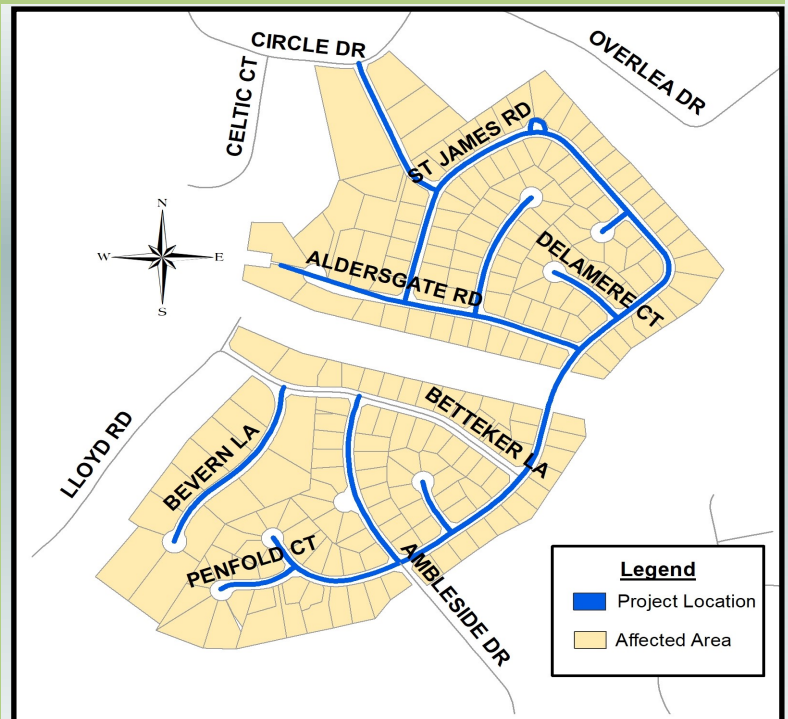 CIRCLE DR
OVERLEA DR
CELTIC CT
ST JAMES RD
N
W
E
S
DELAMERE CT
ALDERSGATE RD
BETTEKER LA
LLOYD RD
BEVERN LA
PENFOLD CT
AMBLESIDE DR
Legend
Project Location
Affected Area